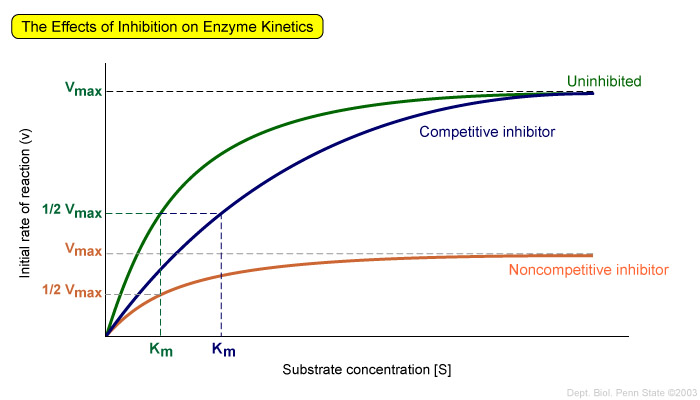 The Effects of Inhibition on Enzyme Kinetics
Vmax
Uninhibited
Competitive inhibitor
1/2 Vmax
Vmax
Noncompetitive inhibitor
1/2 Vmax
Initial rate of reaction (v)
Km
Km
Substrate concentration [S]
Dept. Biol. Penn State ©2003